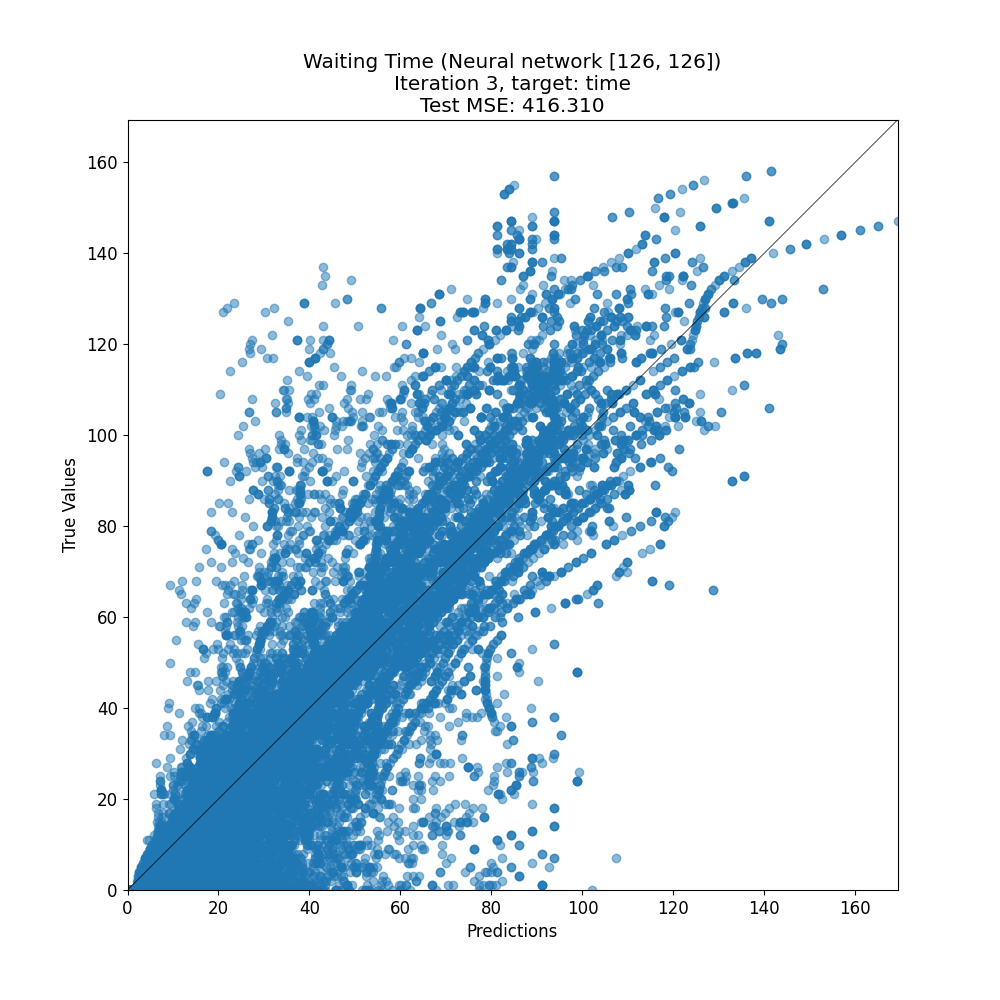 Waiting Time (Neural network [126, 126])
Iteration 3, target: time
Test MSE: 416.310
160
140
120
100
80
60
40
20
0
True Values
0 20 40 60 80 100 120 140 160
Predictions